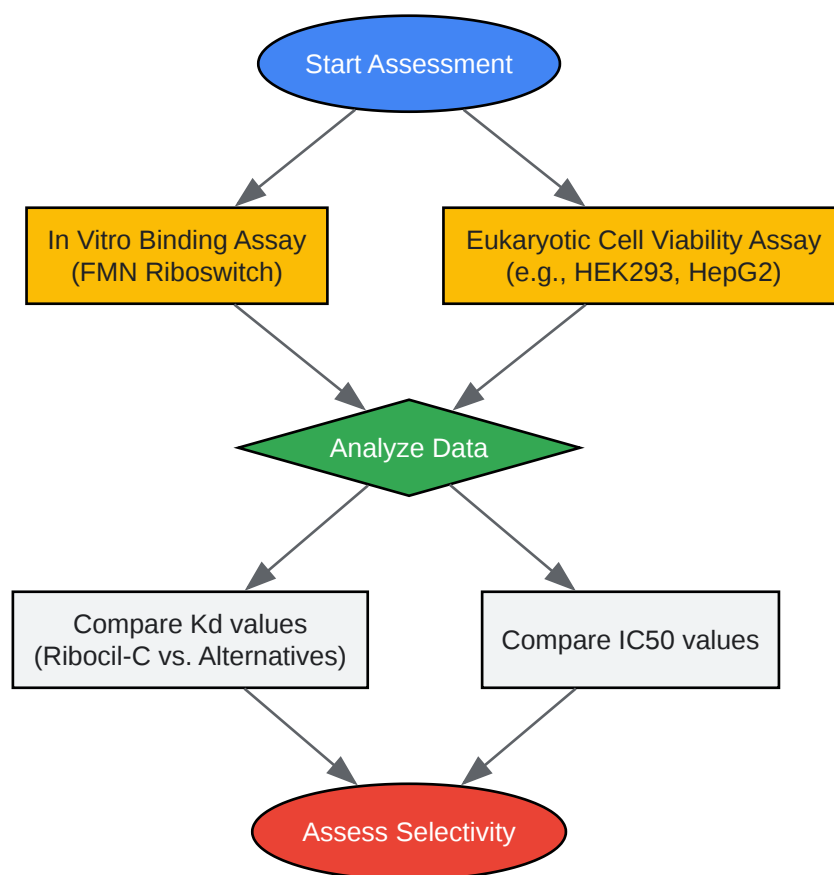 Start Assessment
In Vitro Binding Assay
(FMN Riboswitch)
Eukaryotic Cell Viability Assay
(e.g., HEK293, HepG2)
Analyze Data
Compare Kd values
(Ribocil-C vs. Alternatives)
Compare IC50 values
Assess Selectivity